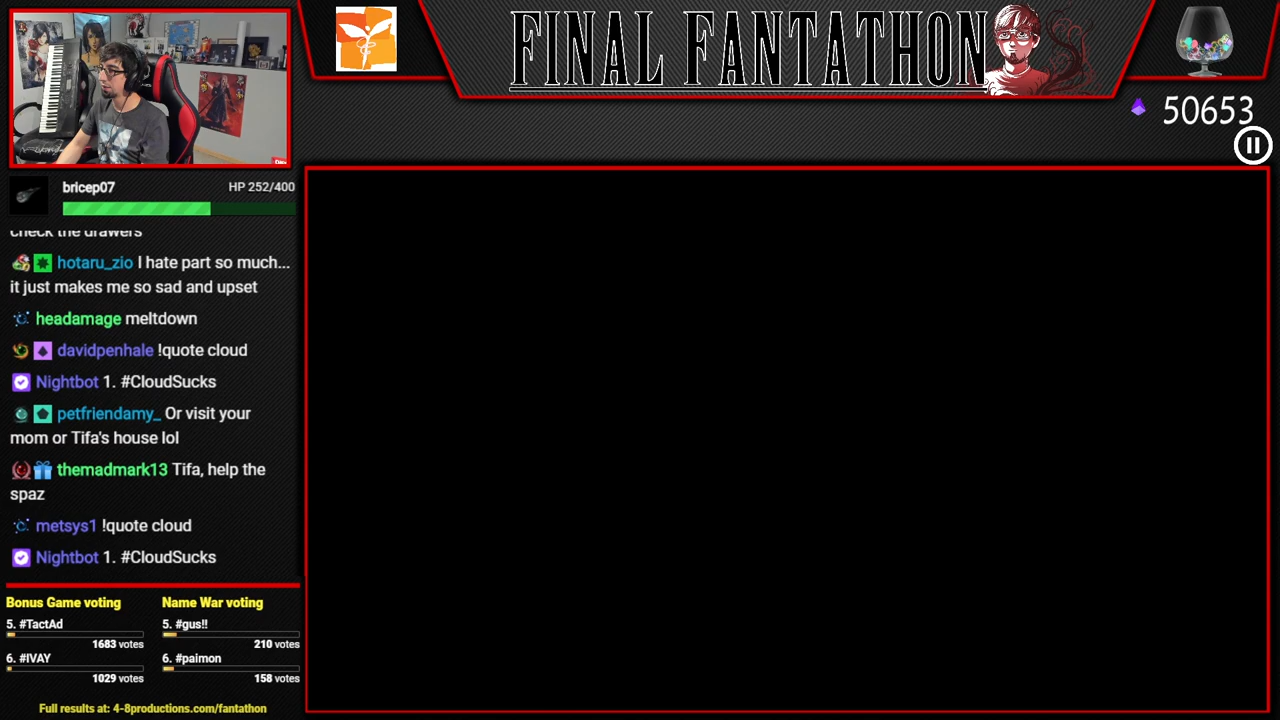 FINAL FANTATHON
50653
bricep07
HP 252/400
check the drawers
hotaru_zio I hate part so much...
it just makes me so sad and upset
headamage meltdown
davidpenhale !quote cloud
Nightbot 1. #CloudSucks
petfriendamy_ Or visit your
mom or Tifa's house lol
themadmark13 Tifa, help the
spaz
metsys1 !quote cloud
Nightbot 1. #CloudSucks
Bonus Game voting
5. #TactAd
1683 votes
6. #IVAY
1029 votes
Name War voting
5. #gus!!
210 votes
6. #paimon
158 votes
Full results at: 4-8productions.com/fantathon